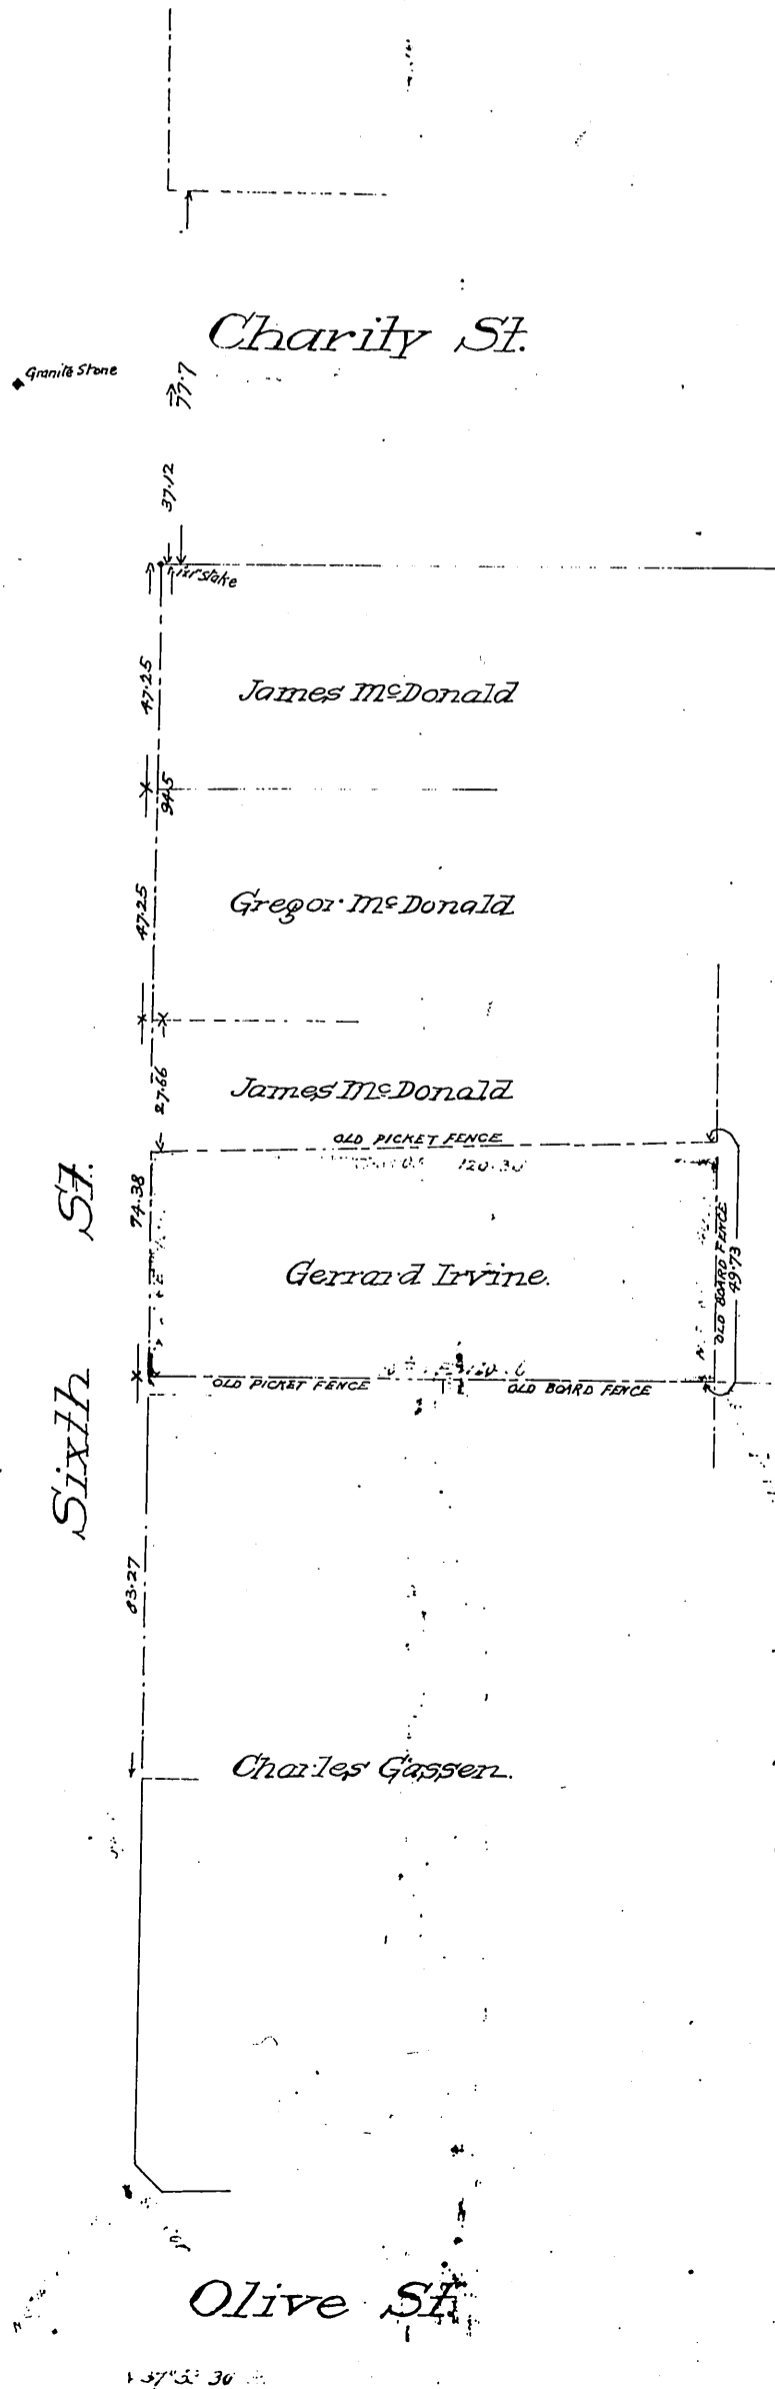 Charity St.
Granite Stone
77.7
37.12
stake
47.25
James McDonald
94.5
47.25
Gregor McDonald
27.66
James McDonald
OLD PICKET FENCE
120.30
74.38
Sixth St.
Gerrard Irvine.
OLD BOARD FENCE
49.73
OLD PICKET FENCE
OLD BOARD FENCE
83.27
Charles Gassen.
Olive St.